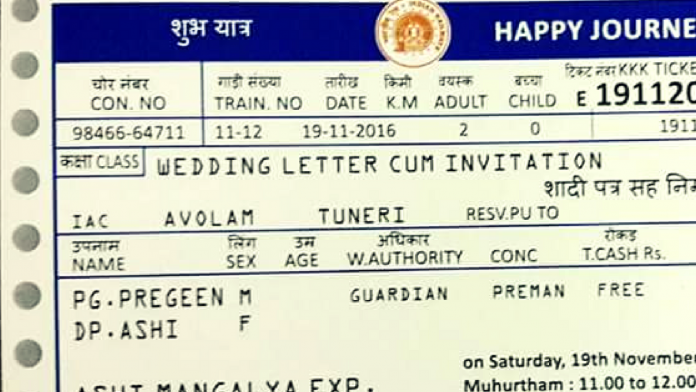 शुभ यात्र HAPPY JOURNE
चोर नंबर गाडी संख्या तारीख किमी वयस्क बच्चा टिकट नंबर KKK TICKE
CON. NO TRAIN. NO DATE K.M ADULT CHILD E 191120
98466-64711 11-12 19-11-2016 2 0 1911
कक्षा CLASS WEDDING LETTER CUM INVITATION
शादी पत्र सह
IAC AVOLAM TUNERI RESV.PU TO
उपनाम लिंग उम अधिकार रोकड
NAME SEX AGE W.AUTHORITY CONC T.CASH Rs.
PG.PREGEEN M GUARDIAN PREMAN FREE
DP.ASHI F
on Saturday, 19th November
ASHT MANGALYA EXP. Muhurtham : 11.00 to 12.00